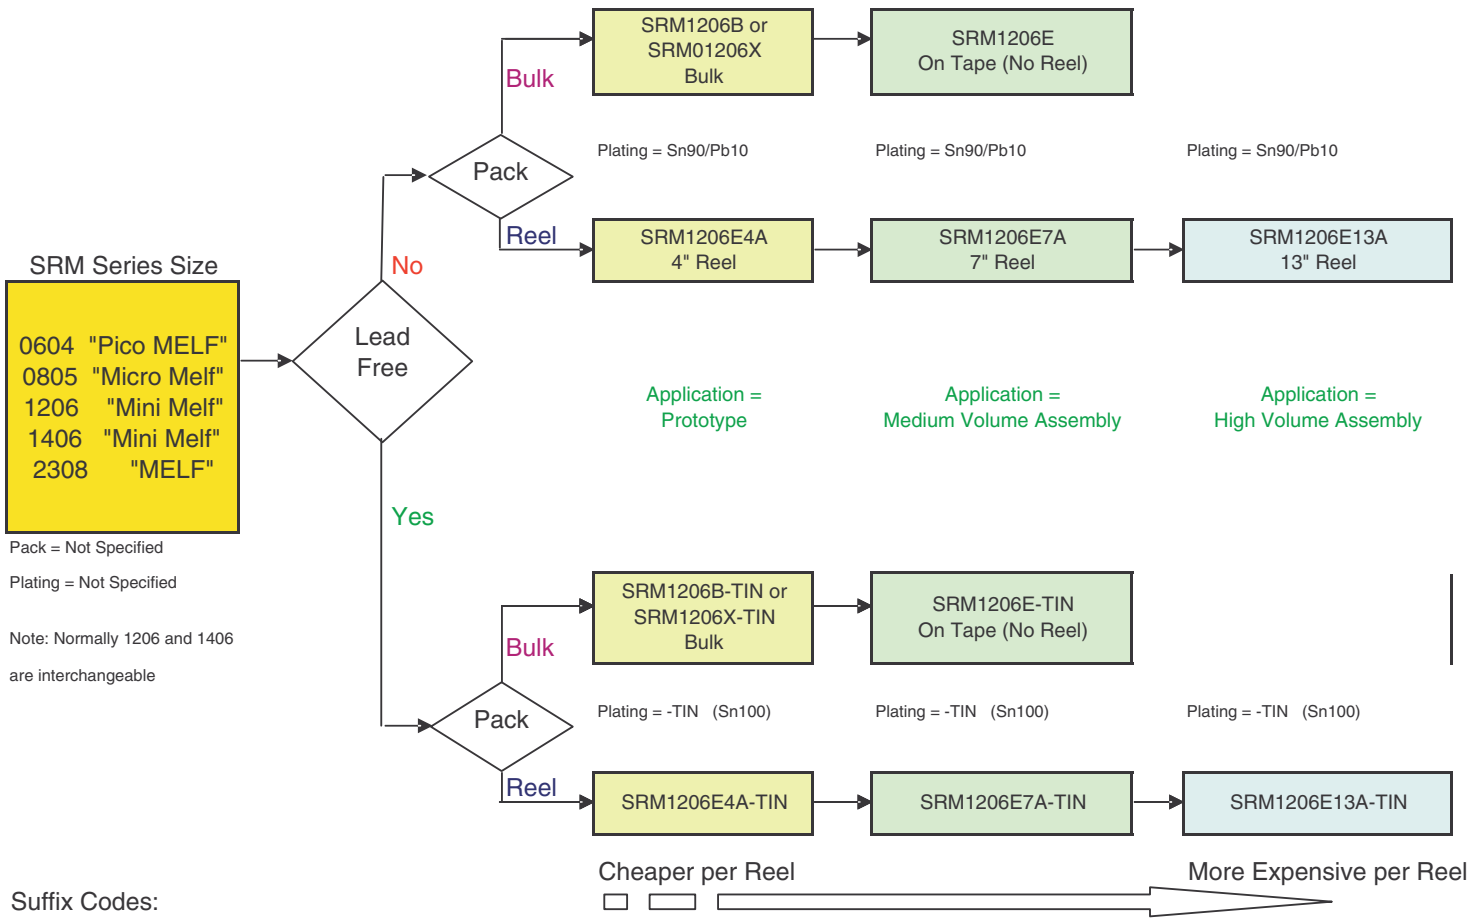 SRM1206B or
SRM01206X
Bulk
SRM1206E
On Tape (No Reel)
Bulk
Plating = Sn90/Pb10
Plating = Sn90/Pb10
Plating = Sn90/Pb10
Pack
Reel
SRM1206E4A
4" Reel
SRM1206E7A
7" Reel
SRM1206E13A
13" Reel
No
SRM Series Size
0604 "Pico MELF"
0805 "Micro Melf"
1206 "Mini Melf"
1406 "Mini Melf"
2308 "MELF"
Lead
Free
Application =
Prototype
Application =
Medium Volume Assembly
Application =
High Volume Assembly
Yes
Pack = Not Specified
Plating = Not Specified
Note: Normally 1206 and 1406
are intercheangeable
SRM1206B-TIN or
SRM1206X-TIN
Bulk
SRM1206E-TIN
On Tape (No Reel)
Bulk
Plating = -TIN (Sn100)
Plating = -TIN (Sn100)
Plating = -TIN (Sn100)
Pack
Reel
SRM1206E4A-TIN
SRM1206E7A-TIN
SRM1206E13A-TIN
Cheaper per Reel
More Expensive per Reel
Suffix Codes: